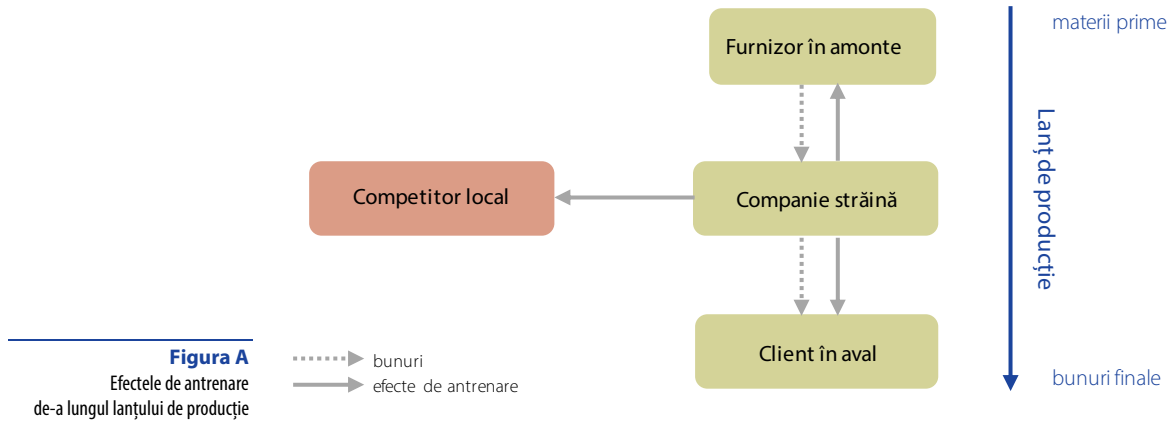 materii prime
Furnizor în amonte
Lanț de producție
Competitor local
Companie străină
Client în aval
bunuri finale
Figura A
Efectele de antrenare
de-a lungul lanțului de producție
bunuri
efecte de antrenare